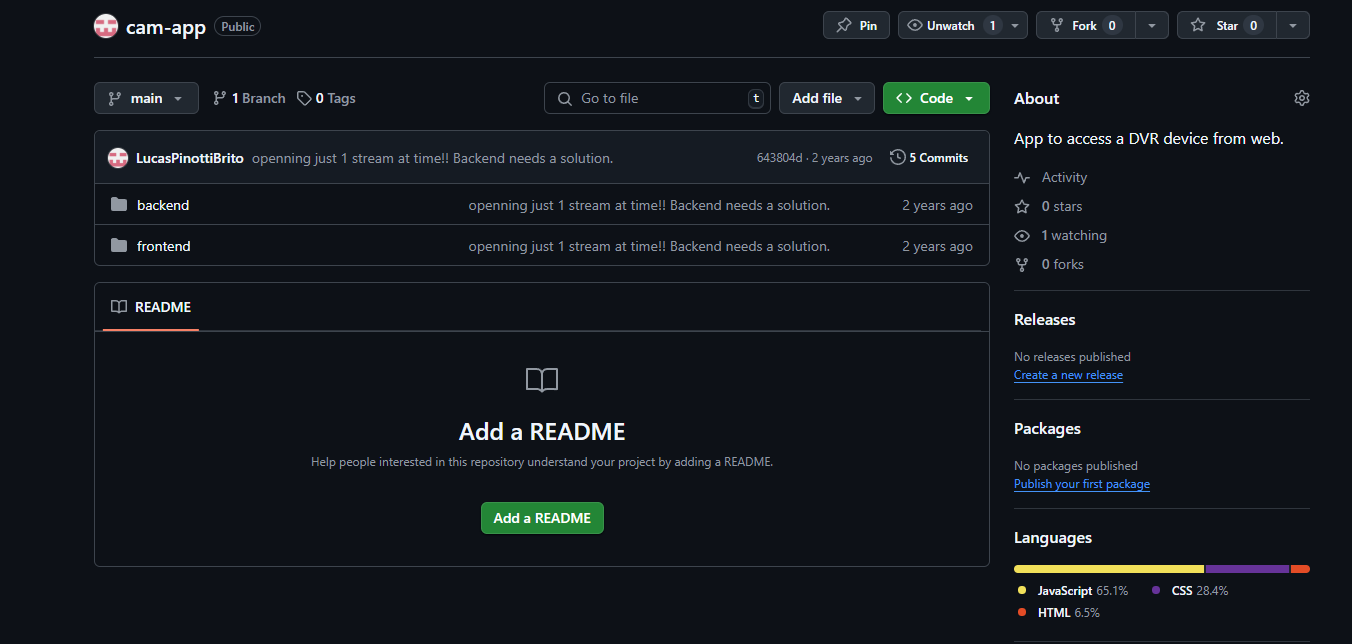 cam-app Public Pin Unwatch 1 Fork 0 Star 0
main 1 Branch 0 Tags Go to file t Add file Code
LucasPinottiBrito openning just 1 stream at time!! Backend needs a solution. 643804d · 2 years ago 5 Commits
backend openning just 1 stream at time!! Backend needs a solution. 2 years ago
frontend openning just 1 stream at time!! Backend needs a solution. 2 years ago
README
Add a README
Help people interested in this repository understand your project by adding a README.
Add a README
About
App to access a DVR device from web.
Activity
0 stars
1 watching
0 forks
Releases
No releases published
Create a new release
Packages
No packages published
Publish your first package
Languages
JavaScript 65.1% CSS 28.4%
HTML 6.5%